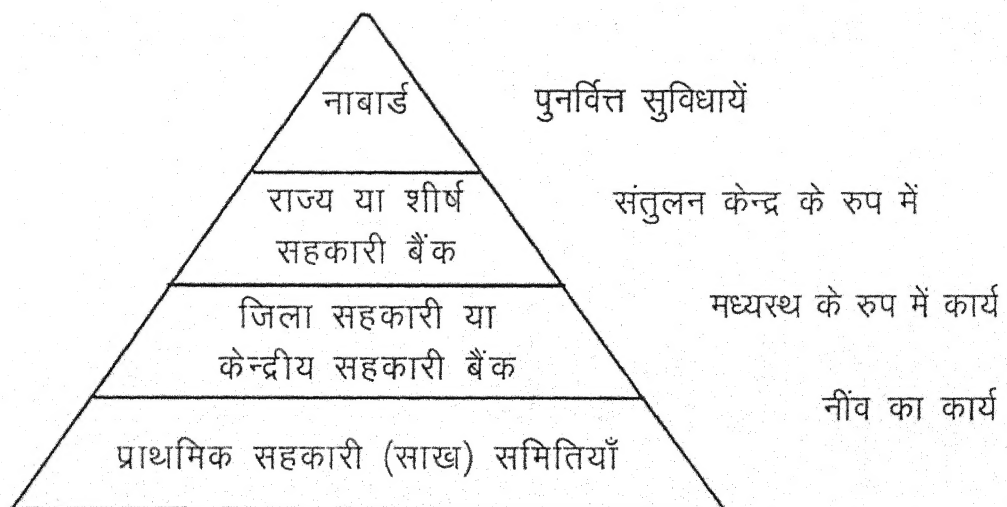 नाबार्ड पुनर्वित्त सुविधायें
राज्य या शीर्ष
सहकारी बैंक
संतुलन केन्द्र के रुप में
जिला सहकारी या
केन्द्रीय सहकारी बैंक
मध्यस्थ के रुप में कार्य
नींव का कार्य
प्राथमिक सहकारी (साख) समितियाँ